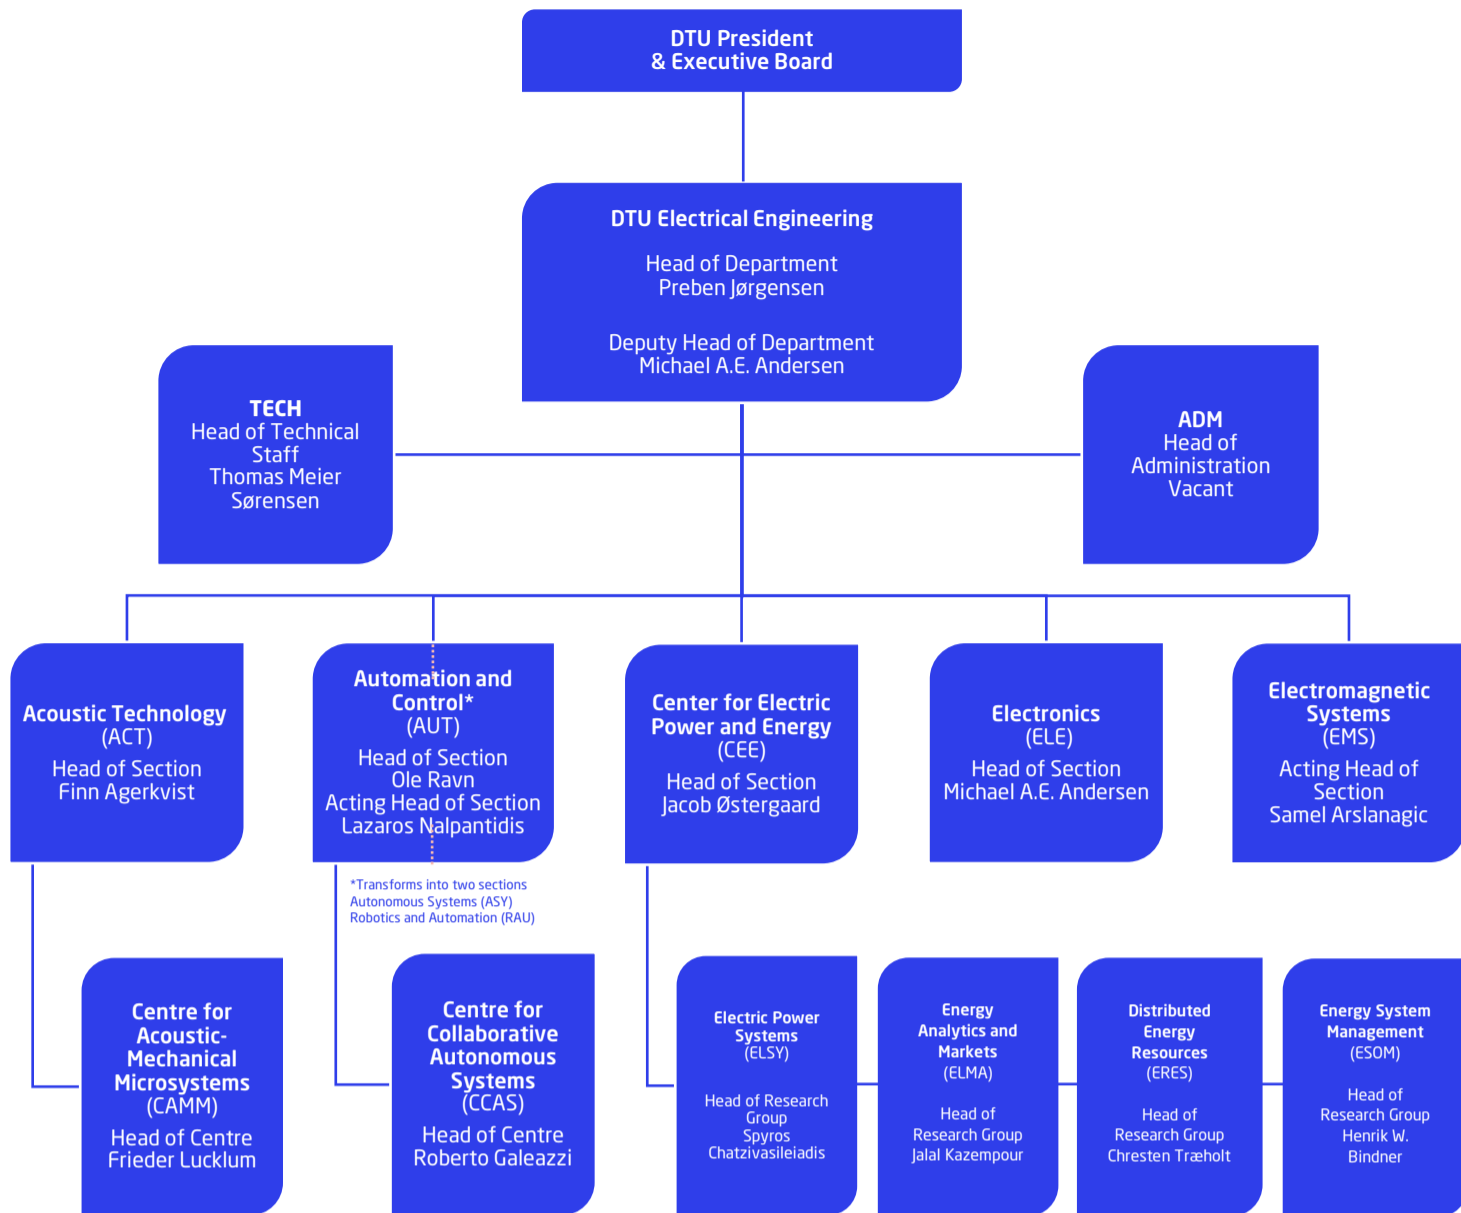 DTU President
& Executive Board
DTU Electrical Engineering
Head of Department
Preben Jørgensen
Deputy Head of Department
Michael A.E. Andersen
TECH
Head of Technical
Staff
Thomas Meier
Sørensen
ADM
Head of
Administration
Vacant
Acoustic Technology
(ACT)
Head of Section
Finn Agerkvist
Automation and
Control*
(AUT)
Head of Section
Ole Ravn
Acting Head of Section
Lazaros Nalpantidis
Center for Electric
Power and Energy
(CEE)
Head of Section
Jacob Østergaard
Electronics
(ELE)
Head of Section
Michael A.E. Andersen
Electromagnetic
Systems
(EMS)
Acting Head of
Section
Samel Arslanagic
*Transforms into two sections
Autonomous Systems (ASY)
Robotics and Automation (RAU)
Centre for
Acoustic-
Mechanical
Microsystems
(CAMM)
Head of Centre
Frieder Lucklum
Centre for
Collaborative
Autonomous
Systems
(CCAS)
Head of Centre
Roberto Galeazzi
Electric Power
Systems
(ELSY)
Head of Research
Group
Spyros
Chatzivasileiadis
Energy
Analytics and
Markets
(ELMA)
Head of
Research Group
Jalal Kazempour
Distributed
Energy
Resources
(ERES)
Head of
Research Group
Chresten Træholt
Energy System
Management
(ESOM)
Head of
Research Group
Henrik W.
Bindner